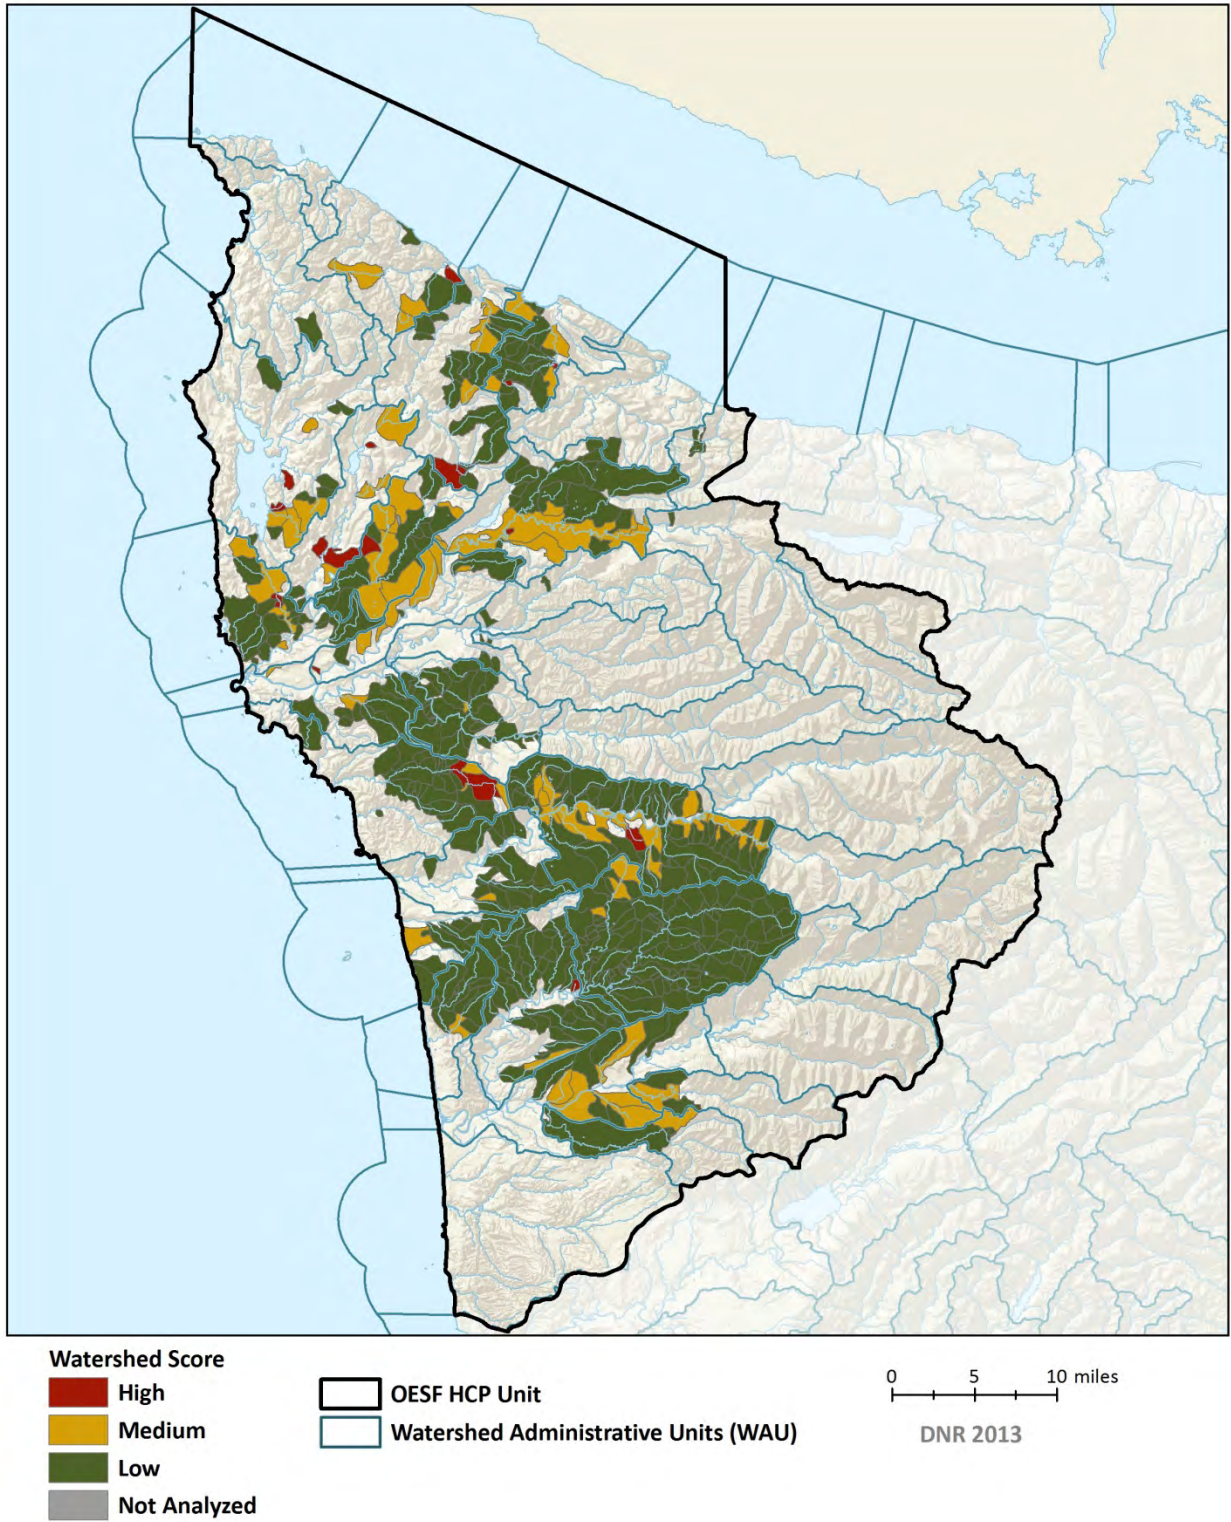 Watershed Score
High
Medium
Low
Not Analyzed
OESF HCP Unit
Watershed Administrative Units (WAU)
0 5 10 miles
DNR 2013